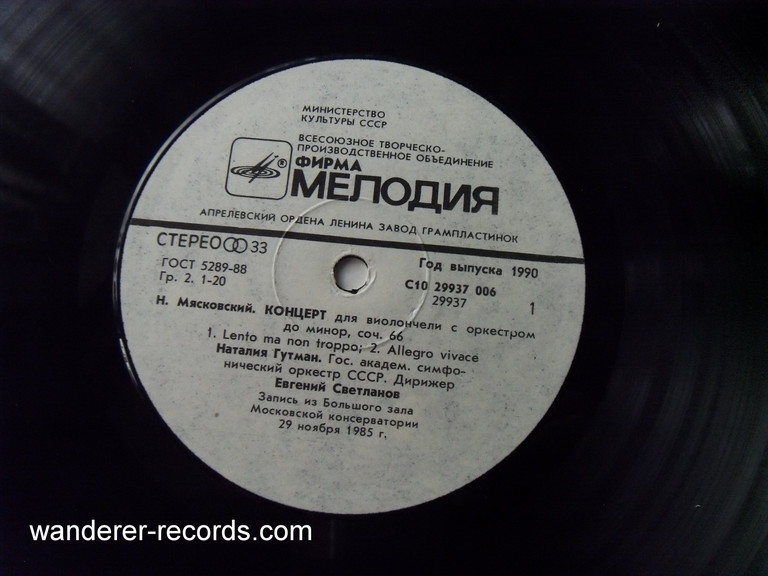 МИНИСТЕРСТВО
КУЛЬТУРЫ СССР
ВСЕСОЮЗНОЕ ТВОРЧЕСКО-
ПРОИЗВОДСТВЕННОЕ ОБЪЕДИНЕНИЕ
®
ФИРМА
МЕЛОДИЯ
АПРЕЛЕВСКИЙ ОРДЕНА ЛЕНИНА ЗАВОД ГРАМПЛАСТИНОК
СТЕРЕО 33
Год выпуска 1990
ГОСТ 5289-88
С10 29937 006
Гр. 2. 1-20
29937
1
Н. Мясковский. КОНЦЕРТ для виолончели с оркестром
до минор, соч. 66
1. Lento ma non troppo; 2. Allegro vivace
Наталия Гутман. Гос. академ. симфо-
нический оркестр СССР. Дирижер
Евгений Светланов
Запись из Большого зала
Московской консерватории
29 ноября 1985 г.
wanderer-records.com